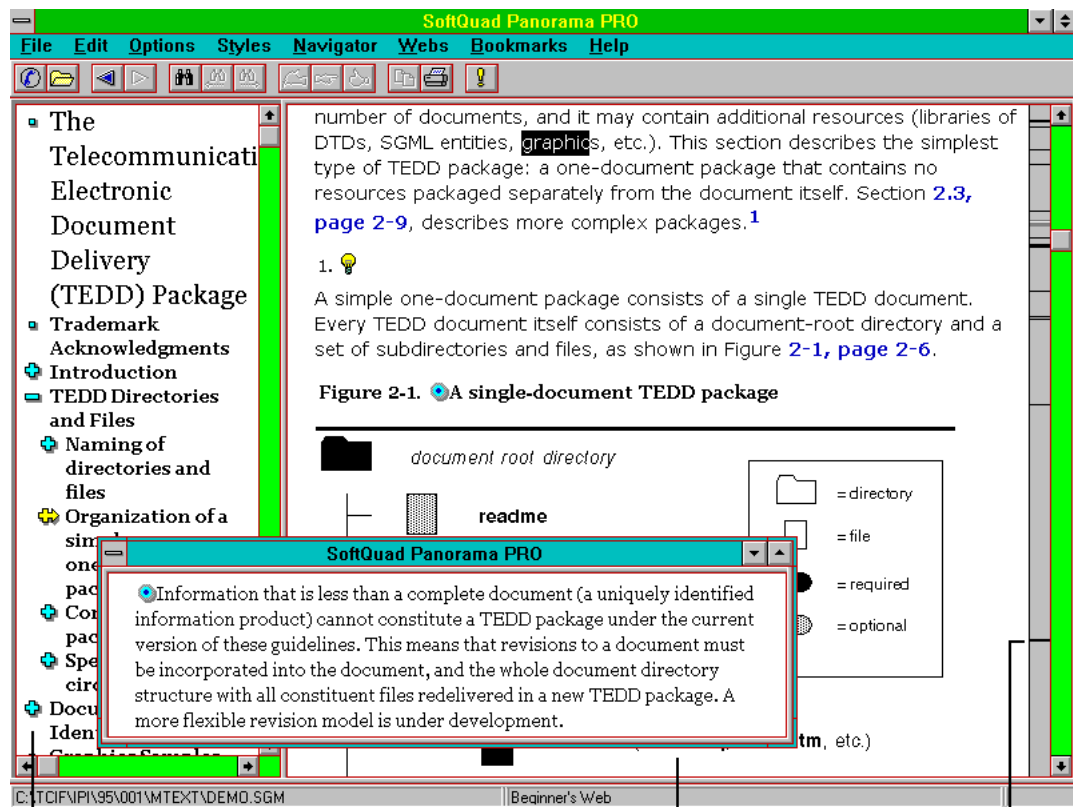 SoftQuad Panorama PRO
File Edit Options Styles Navigator Webs Bookmarks Help
The
Telecommunicati
Electronic
Document
Delivery
(TEDD) Package
Trademark
Acknowledgments
Introduction
TEDD Directories
and Files
Naming of
directories and
files
Organization of a
number of documents, and it may contain additional resources (libraries of
DTDs, SGML entities, graphics, etc.). This section describes the simplest
type of TEDD package: a one-document package that contains no
resources packaged separately from the document itself. Section 2.3,
page 2-9, describes more complex packages.1
1.
A simple one-document package consists of a single TEDD document.
Every TEDD document itself consists of a document-root directory and a
set of subdirectories and files, as shown in Figure 2-1, page 2-6.
Figure 2-1. A single-document TEDD package
document root directory
readme
= directory
= file
= required
= optional
SoftQuad Panorama PRO
Information that is less than a complete document (a uniquely identified
information product) cannot constitute a TEDD package under the current
version of these guidelines. This means that revisions to a document must
be incorporated into the document, and the whole document directory
structure with all constituent files redelivered in a new TEDD package. A
more flexible revision model is under development.
tm, etc.)
C:\TCIF\IPI\95\001\MTEXT\DEMO.SGM
Beginner's Web